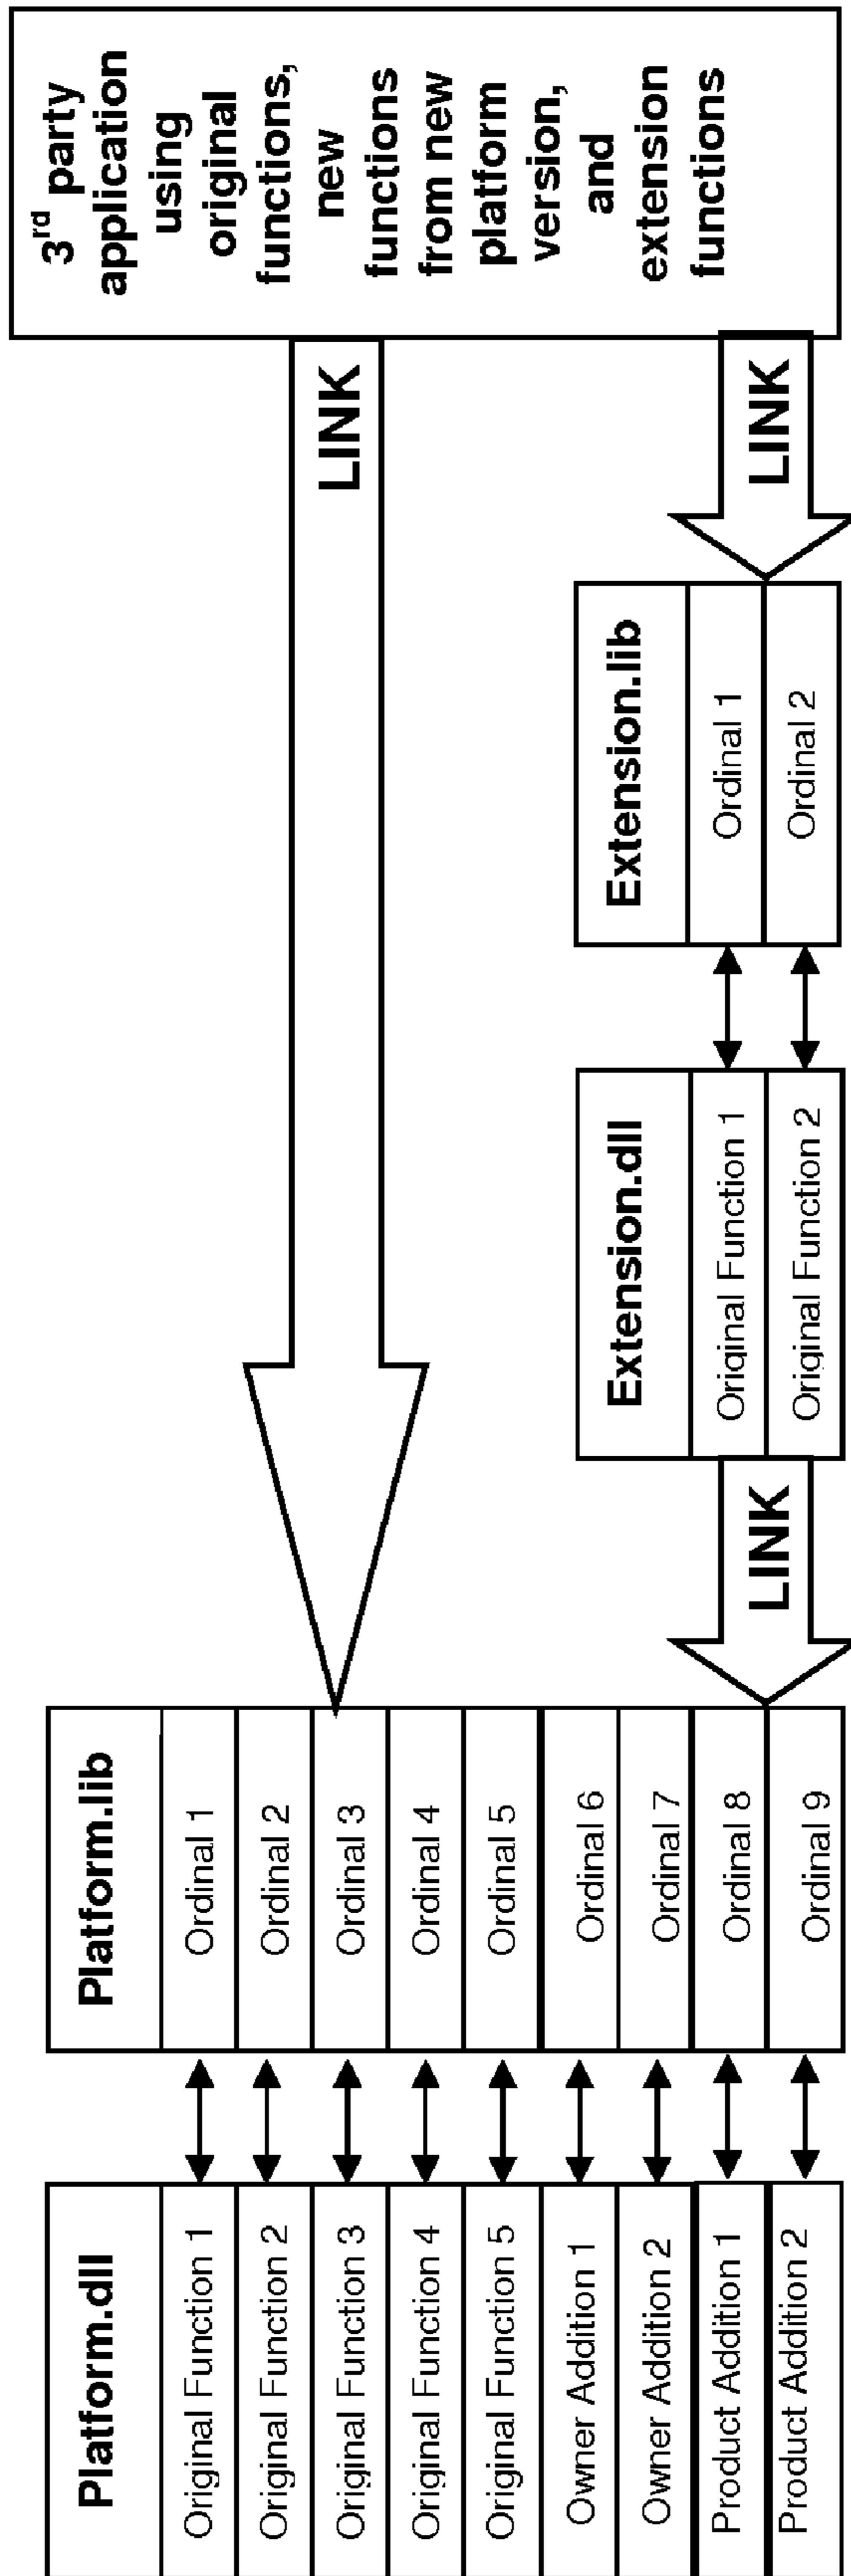 Platform.dll
Original Function 1
Original Function 2
Original Function 3
Original Function 4
Original Function 5
Owner Addition 1
Owner Addition 2
Product Addition 1
Product Addition 2
Platform.lib
Ordinal 1
Ordinal 2
Ordinal 3
Ordinal 4
Ordinal 5
Ordinal 6
Ordinal 7
Ordinal 8
Ordinal 9
LINK
Extension.dll
Original Function 1
Original Function 2
Extension.lib
Ordinal 1
Ordinal 2
LINK
LINK
3rd party
application
using
original
functions,
new
functions
from new
platform
version,
and
extension
functions